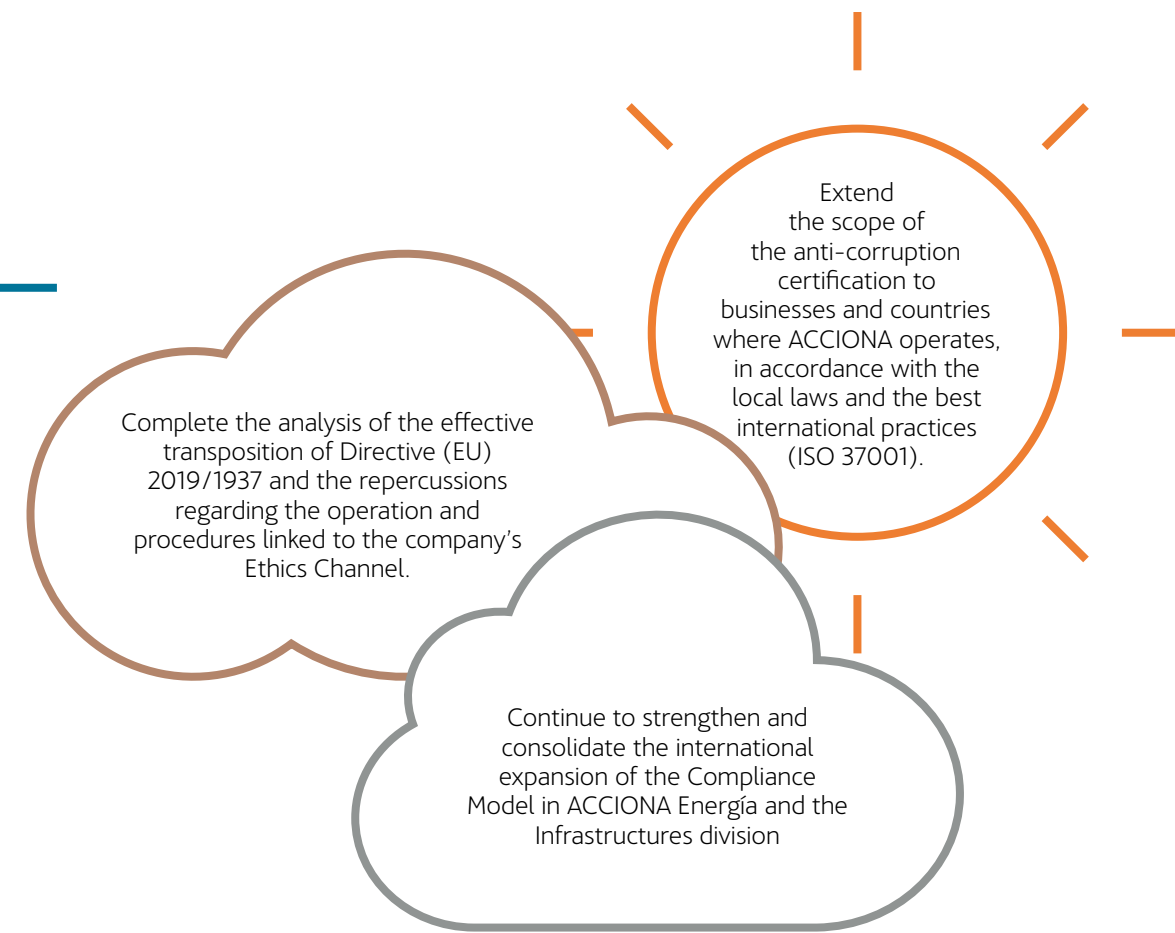 Extend
the scope of
the anti-corruption
certification to
businesses and countries
where ACCIONA operates,
in accordance with the
local laws and the best
international practices
(ISO 37001).
Complete the analysis of the effective
transposition of Directive (EU)
2019/1937 and the repercussions
regarding the operation and
procedures linked to the company’s
Ethics Channel.
Continue to strengthen and
consolidate the international
expansion of the Compliance
Model in ACCIONA Energía and the
Infrastructures division